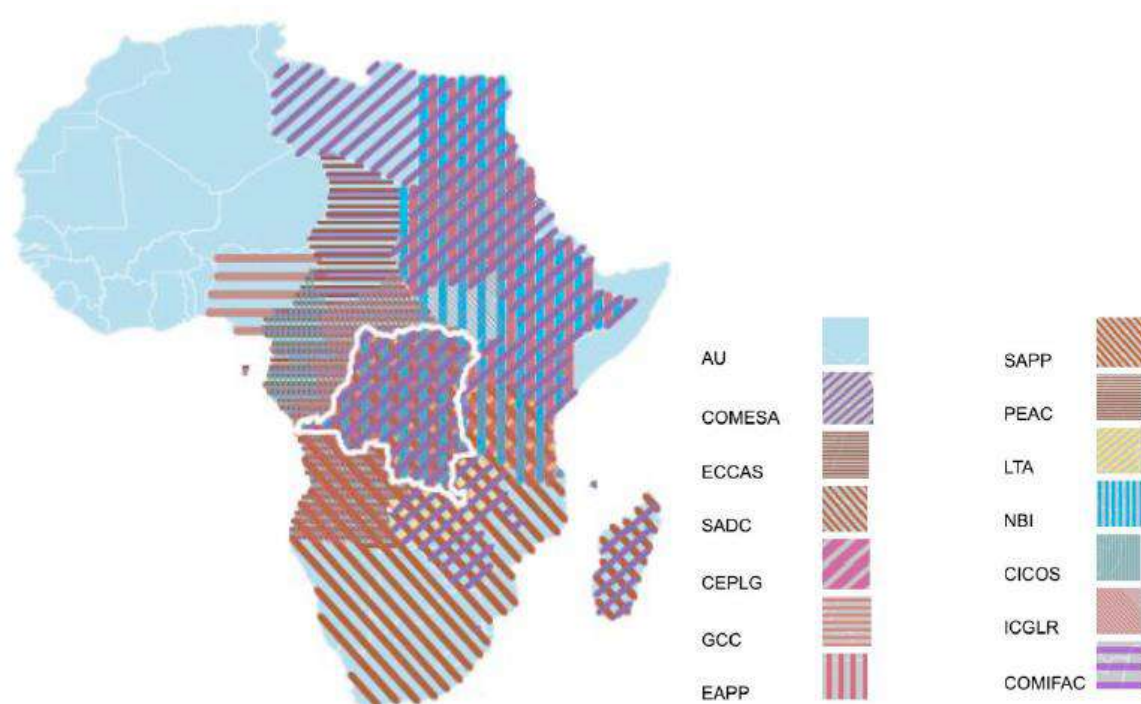 AU
COMESA
ECCAS
SADC
CEPLG
GCC
EAPP
SAPP
PEAC
LTA
NBI
CICOS
ICGLR
COMIFAC